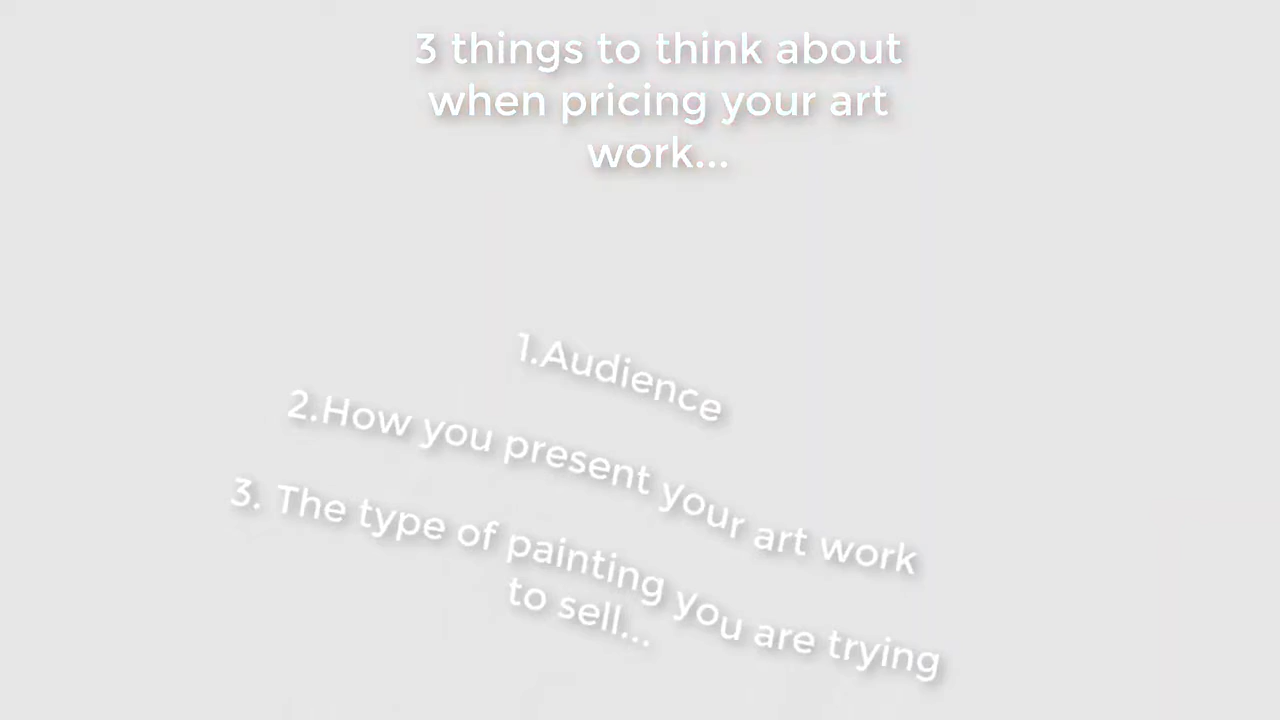 3 things to think about
when pricing your art
work...
1.Audience
2.How you present your art work
3. The type of painting you are trying
to sell...